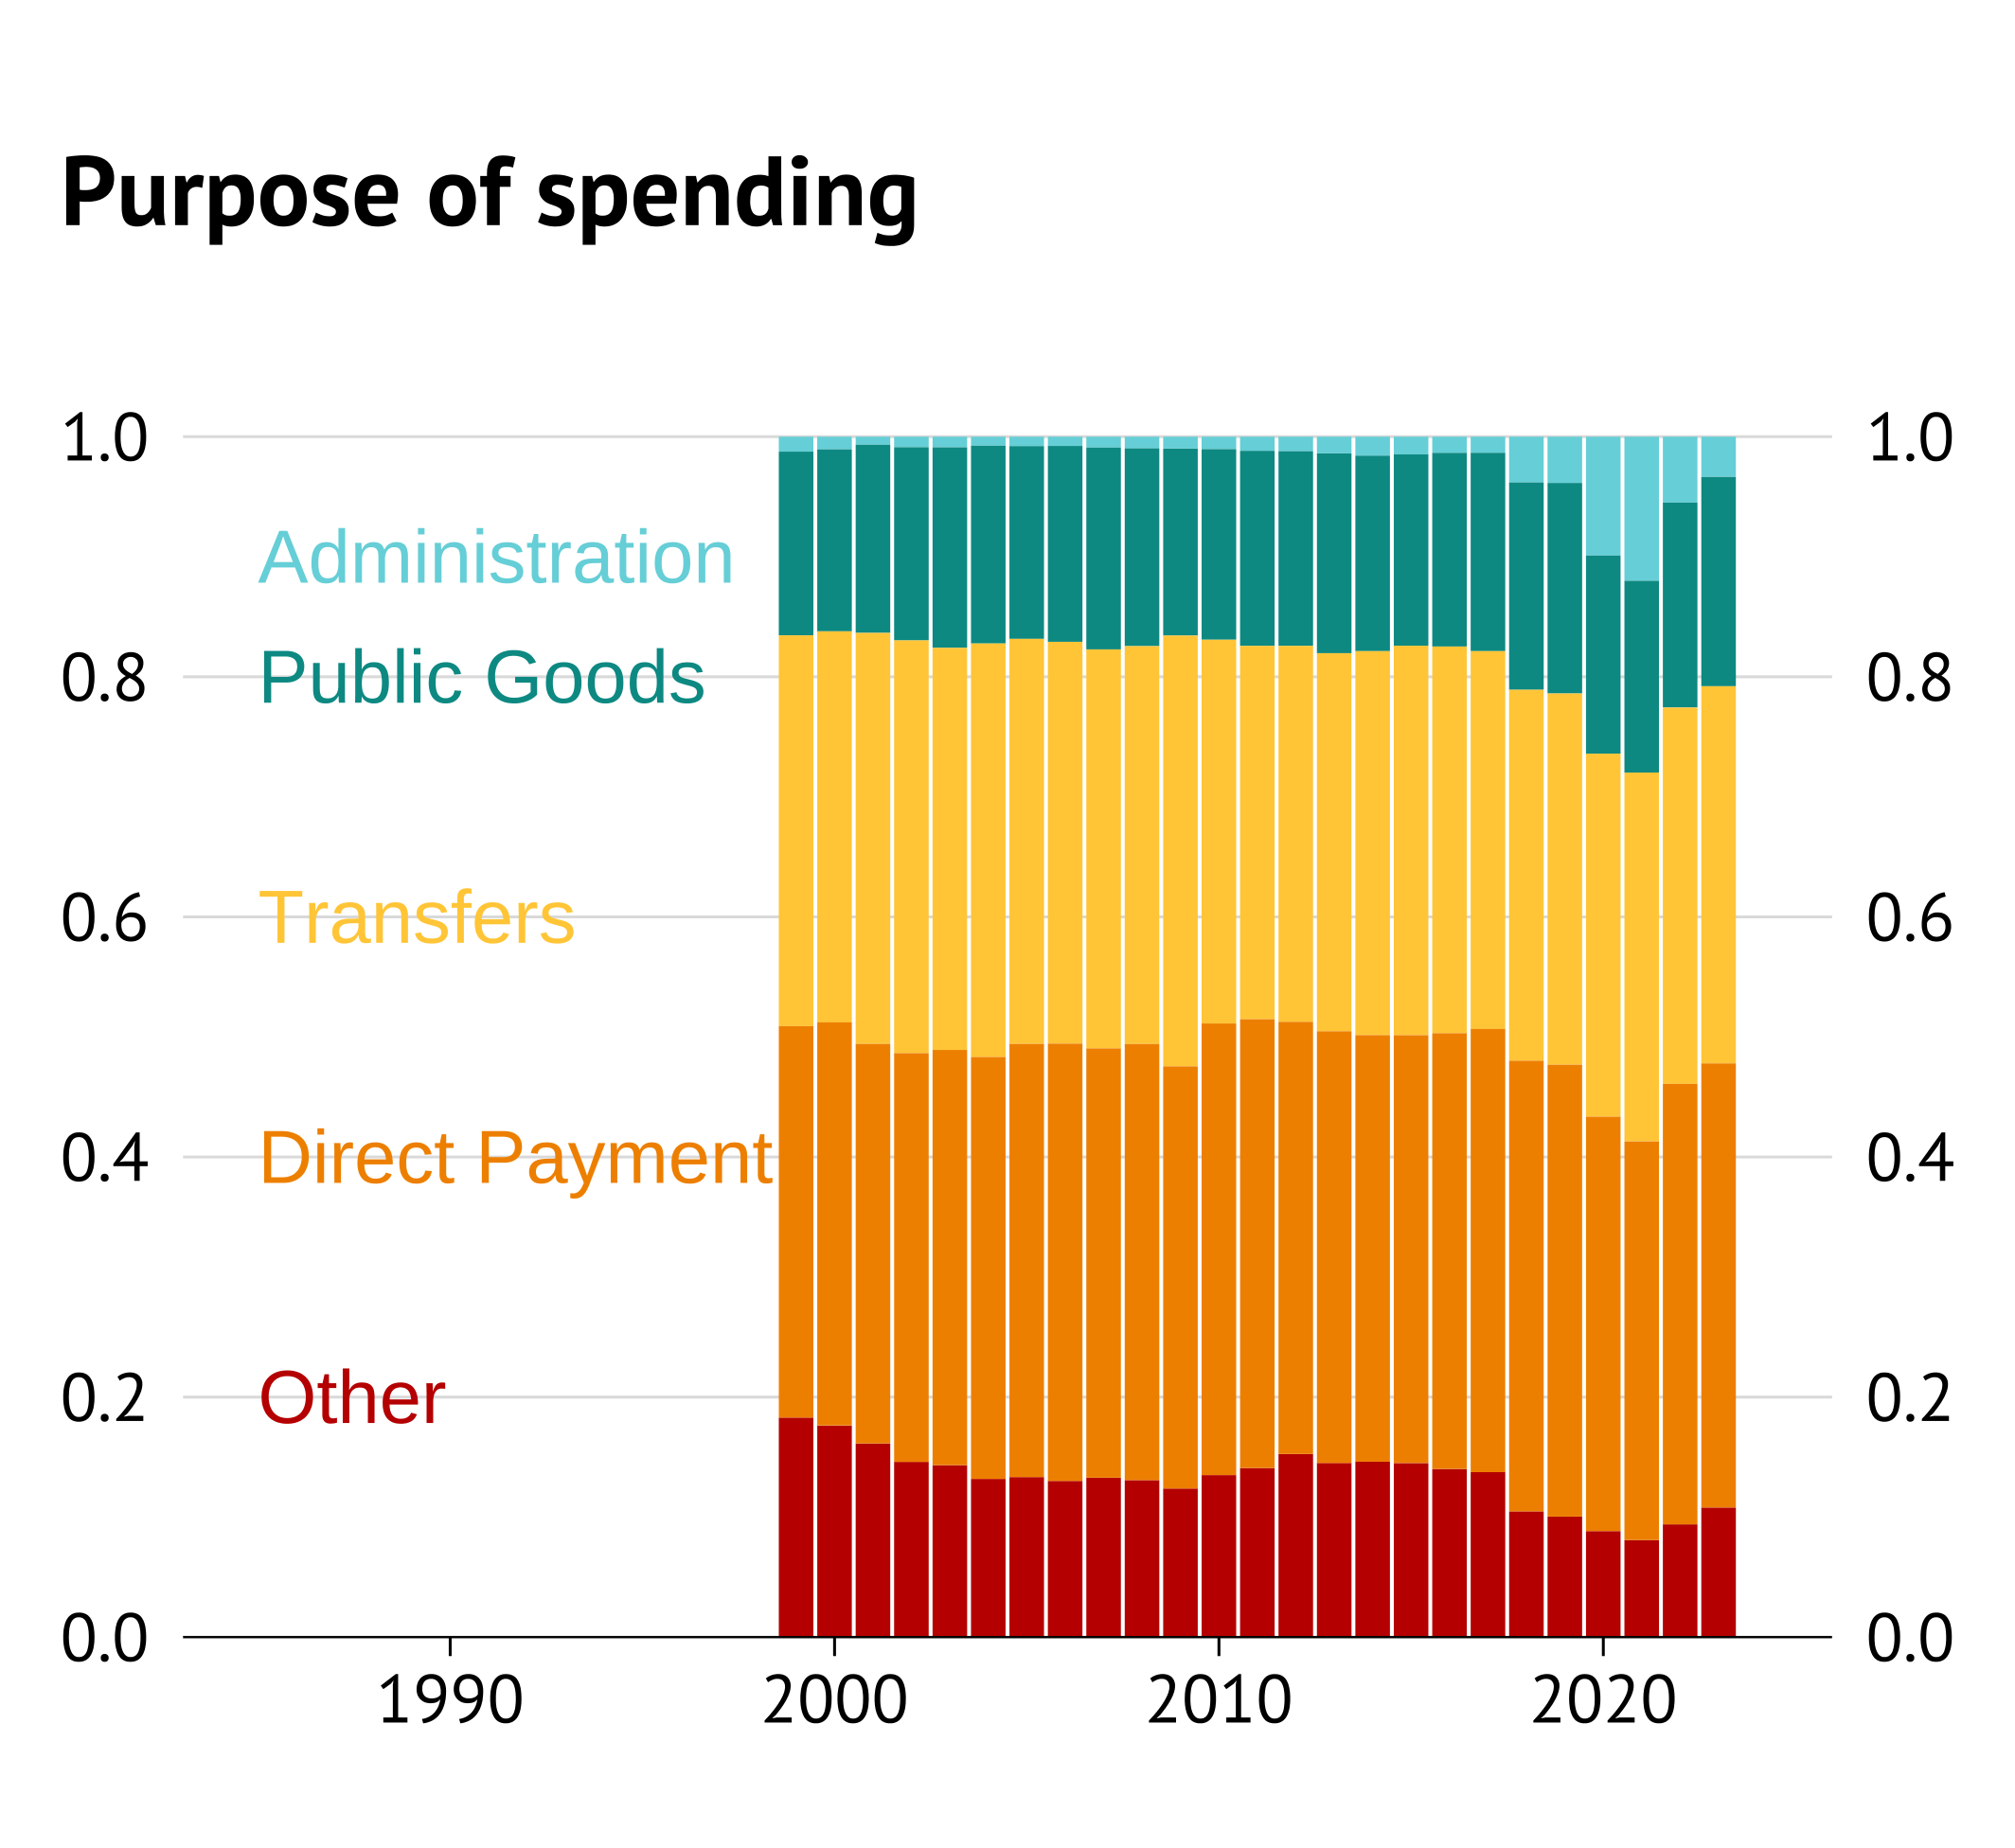 Purpose of spending
1.0 1.0
Administration
0.8 Public Goods 0.8
0.6 Transfers 0.6
0.4 Direct Payment 0.4
0.2 Other 0.2
0.0 0.0
1990 2000 2010 2020